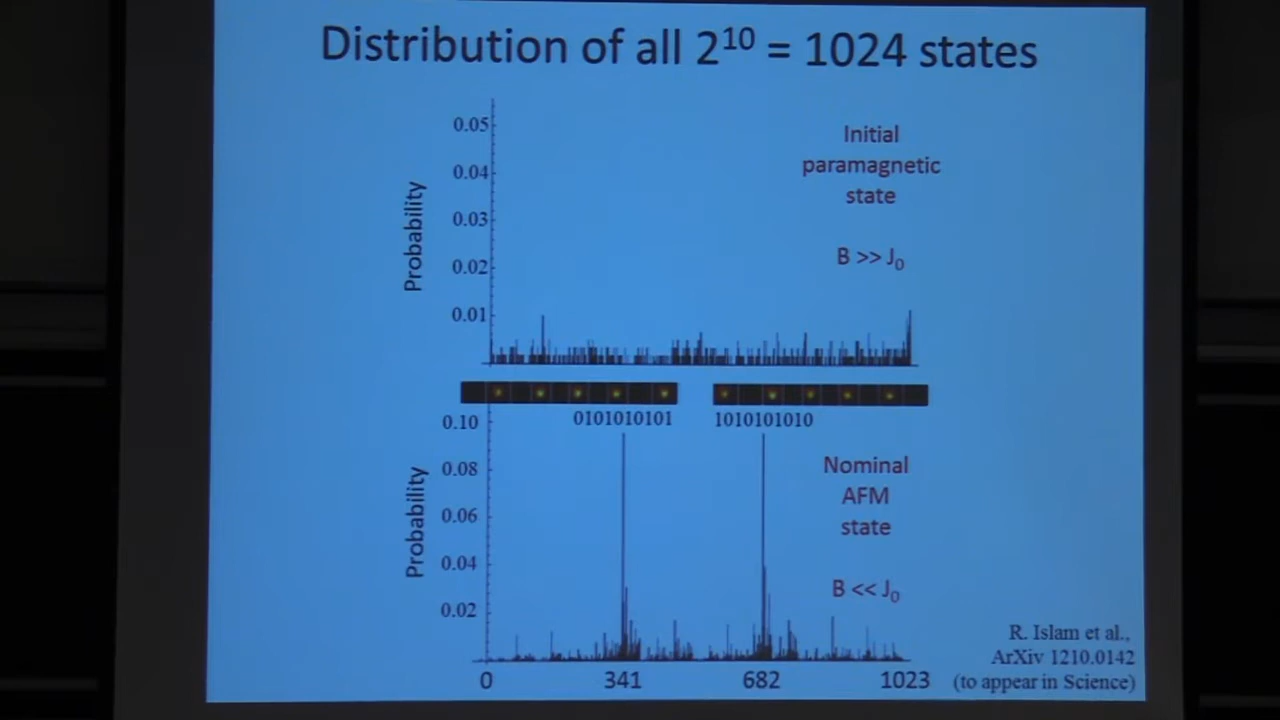 Distribution of all 2¹⁰ = 1024 states
0.05
0.04
0.03
0.02
0.01
Probability
Initial
paramagnetic
state
B >> J₀
0101010101
1010101010
0.10
0.08
0.06
0.04
0.02
Probability
Nominal
AFM
state
B << J₀
0
341
682
1023
R. Islam et al.,
ArXiv 1210.0142
(to appear in Science)